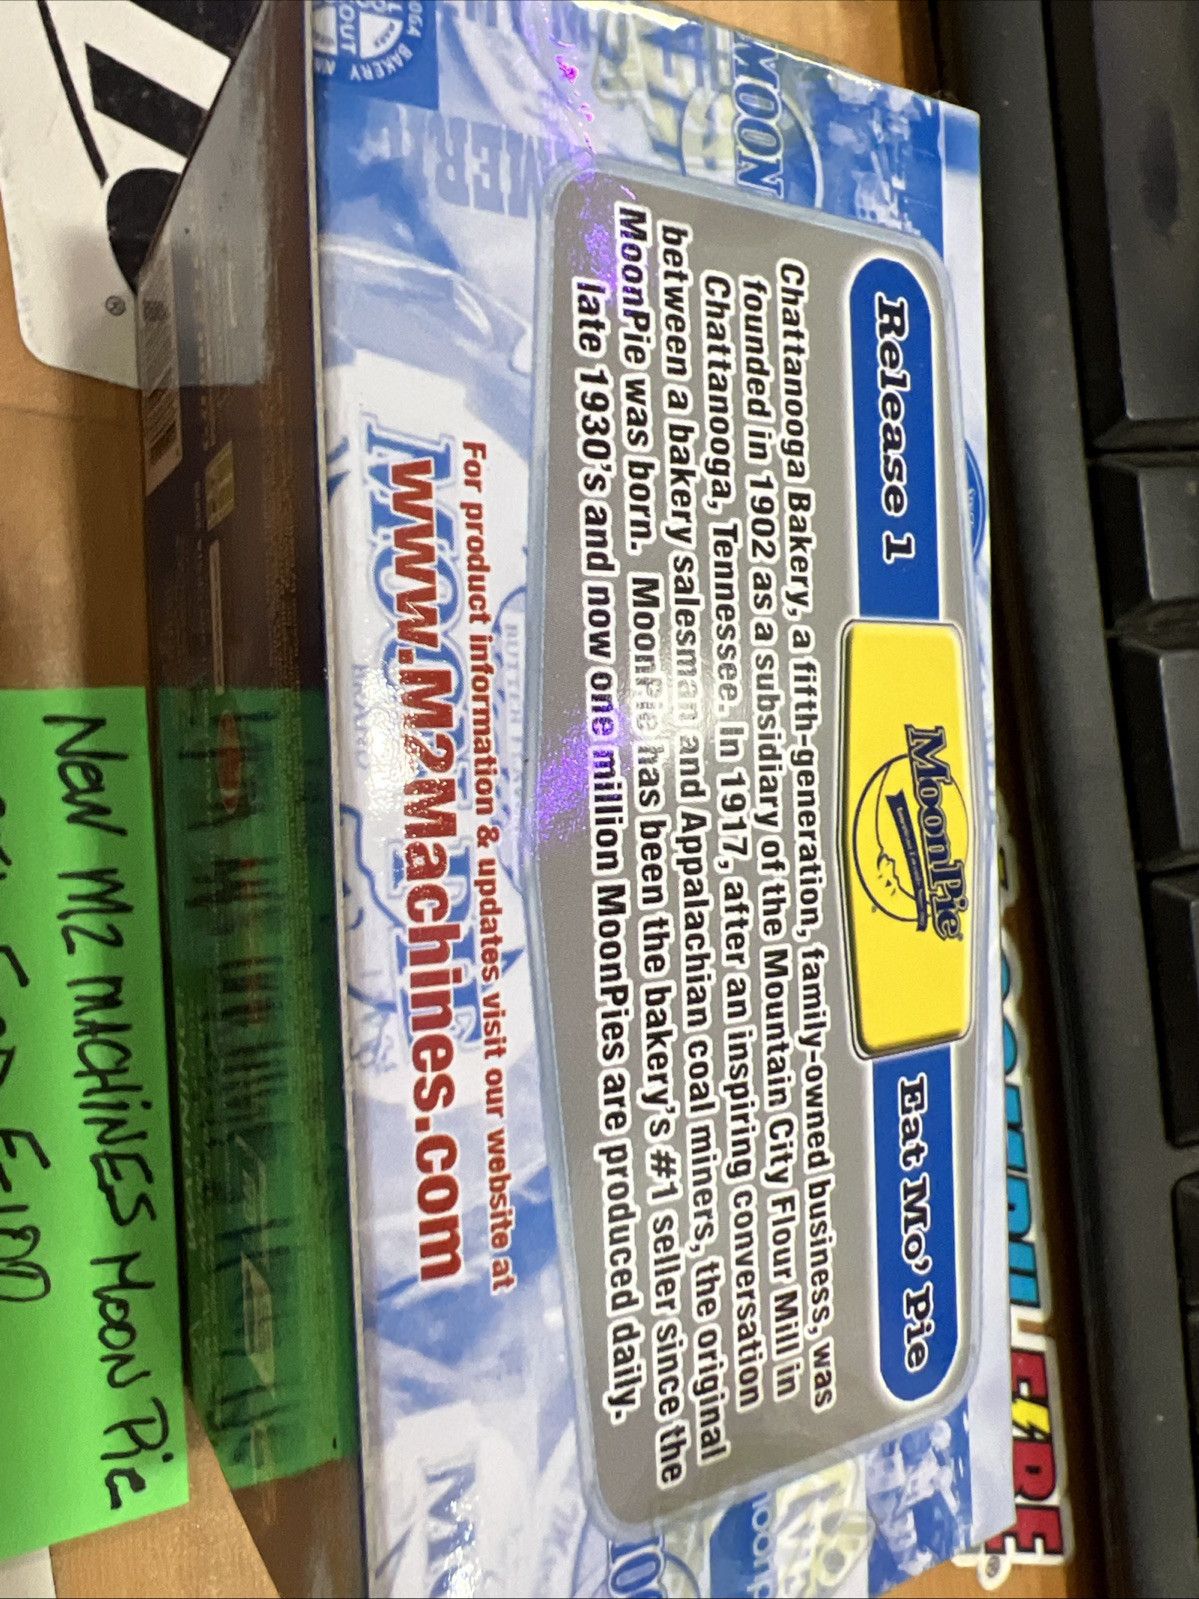 Release 1
MoonPie
Eat Mo' Pie
Chattanooga Bakery, a fifth-generation, family-owned business, was
founded in 1902 as a subsidiary of the Mountain City Flour Mill in
Chattanooga, Tennessee. In 1917, after an inspiring conversation
between a bakery salesman and Appalachian coal miners, the original
MoonPie was born. MoonPie has been the bakery's #1 seller since the
late 1930's and now one million MoonPies are produced daily.
For product information & updates visit our website at
www.M2Machines.com
MOON
NEW M2 MACHINES MOON PIE